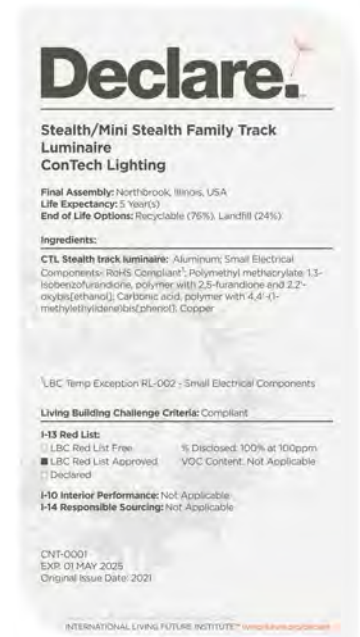 Declare.
Stealth/Mini Stealth Family Track
Luminaire
ConTech Lighting
Final Assembly: Northbrook, Illinois, USA
Life Expectancy: 5 Year(s)
End of Life Options: Recyclable (76%), Landfill (24%)
Ingredients:
CTL Stealth track luminaire: Aluminum; Small Electrical
Components- RoHS Compliant¹; Polymethyl methacrylate; 1,3-
Isobenzofurandione, polymer with 2,5-furandione and 2,2'-
oxybis[ethanol]; Carbonic acid, polymer with 4,4'-(1-
methylethylidene)bis[phenol]; Copper
¹LBC Temp Exception RL-002 - Small Electrical Components
Living Building Challenge Criteria: Compliant
I-13 Red List:
LBC Red List Free % Disclosed: 100% at 100ppm
LBC Red List Approved VOC Content: Not Applicable
Declared
I-10 Interior Performance: Not Applicable
I-14 Responsible Sourcing: Not Applicable
CNT-0001
EXP. 01 MAY 2025
Original Issue Date: 2021
INTERNATIONAL LIVING FUTURE INSTITUTE™